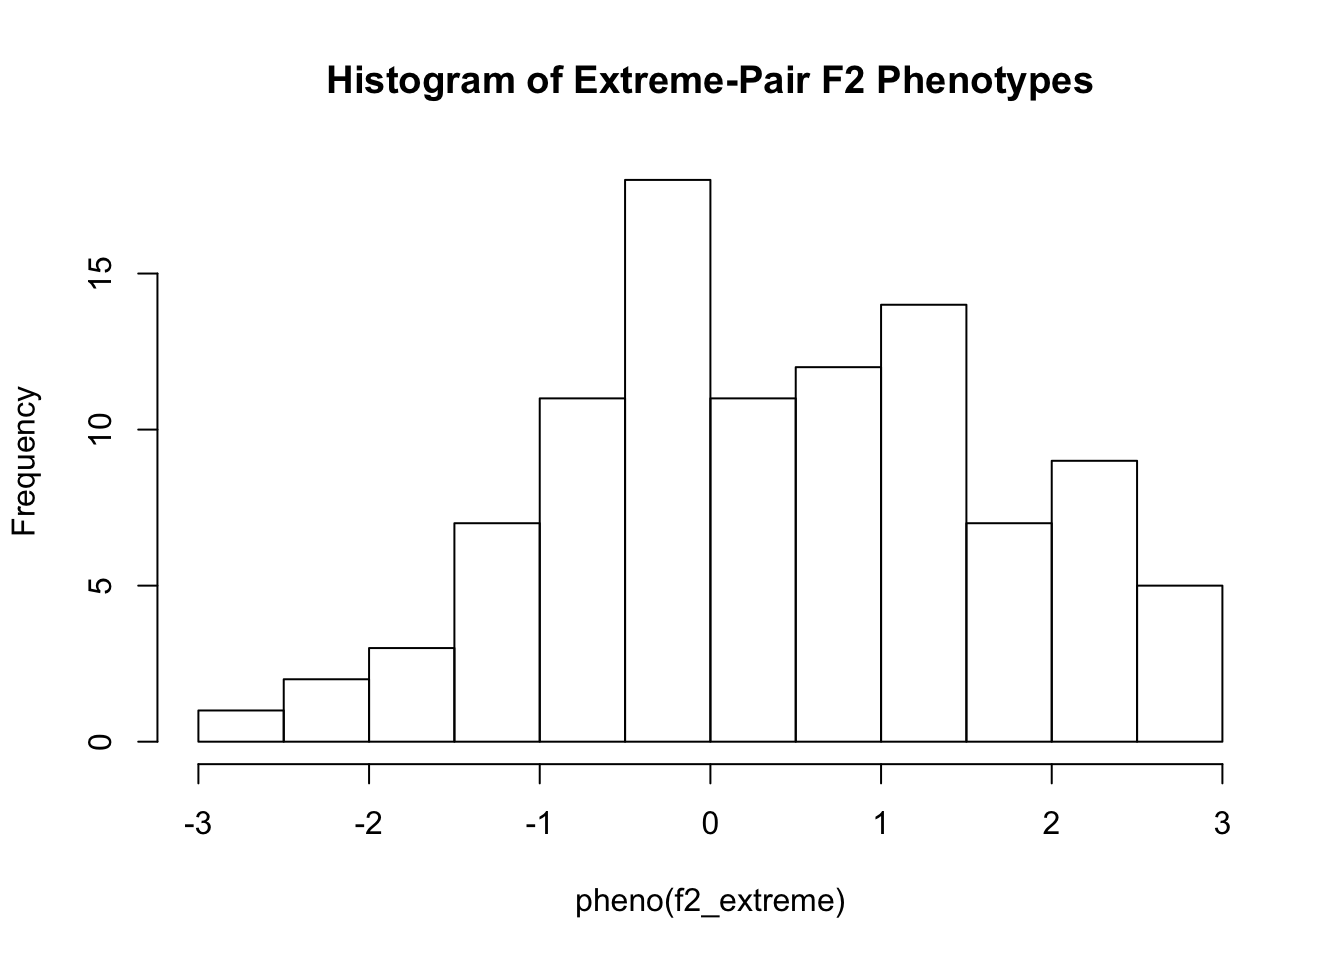 Histogram of Extreme-Pair F2 Phenotypes
Frequency
15
10
5
0
-3 -2 -1 0 1 2 3
pheno(f2_extreme)